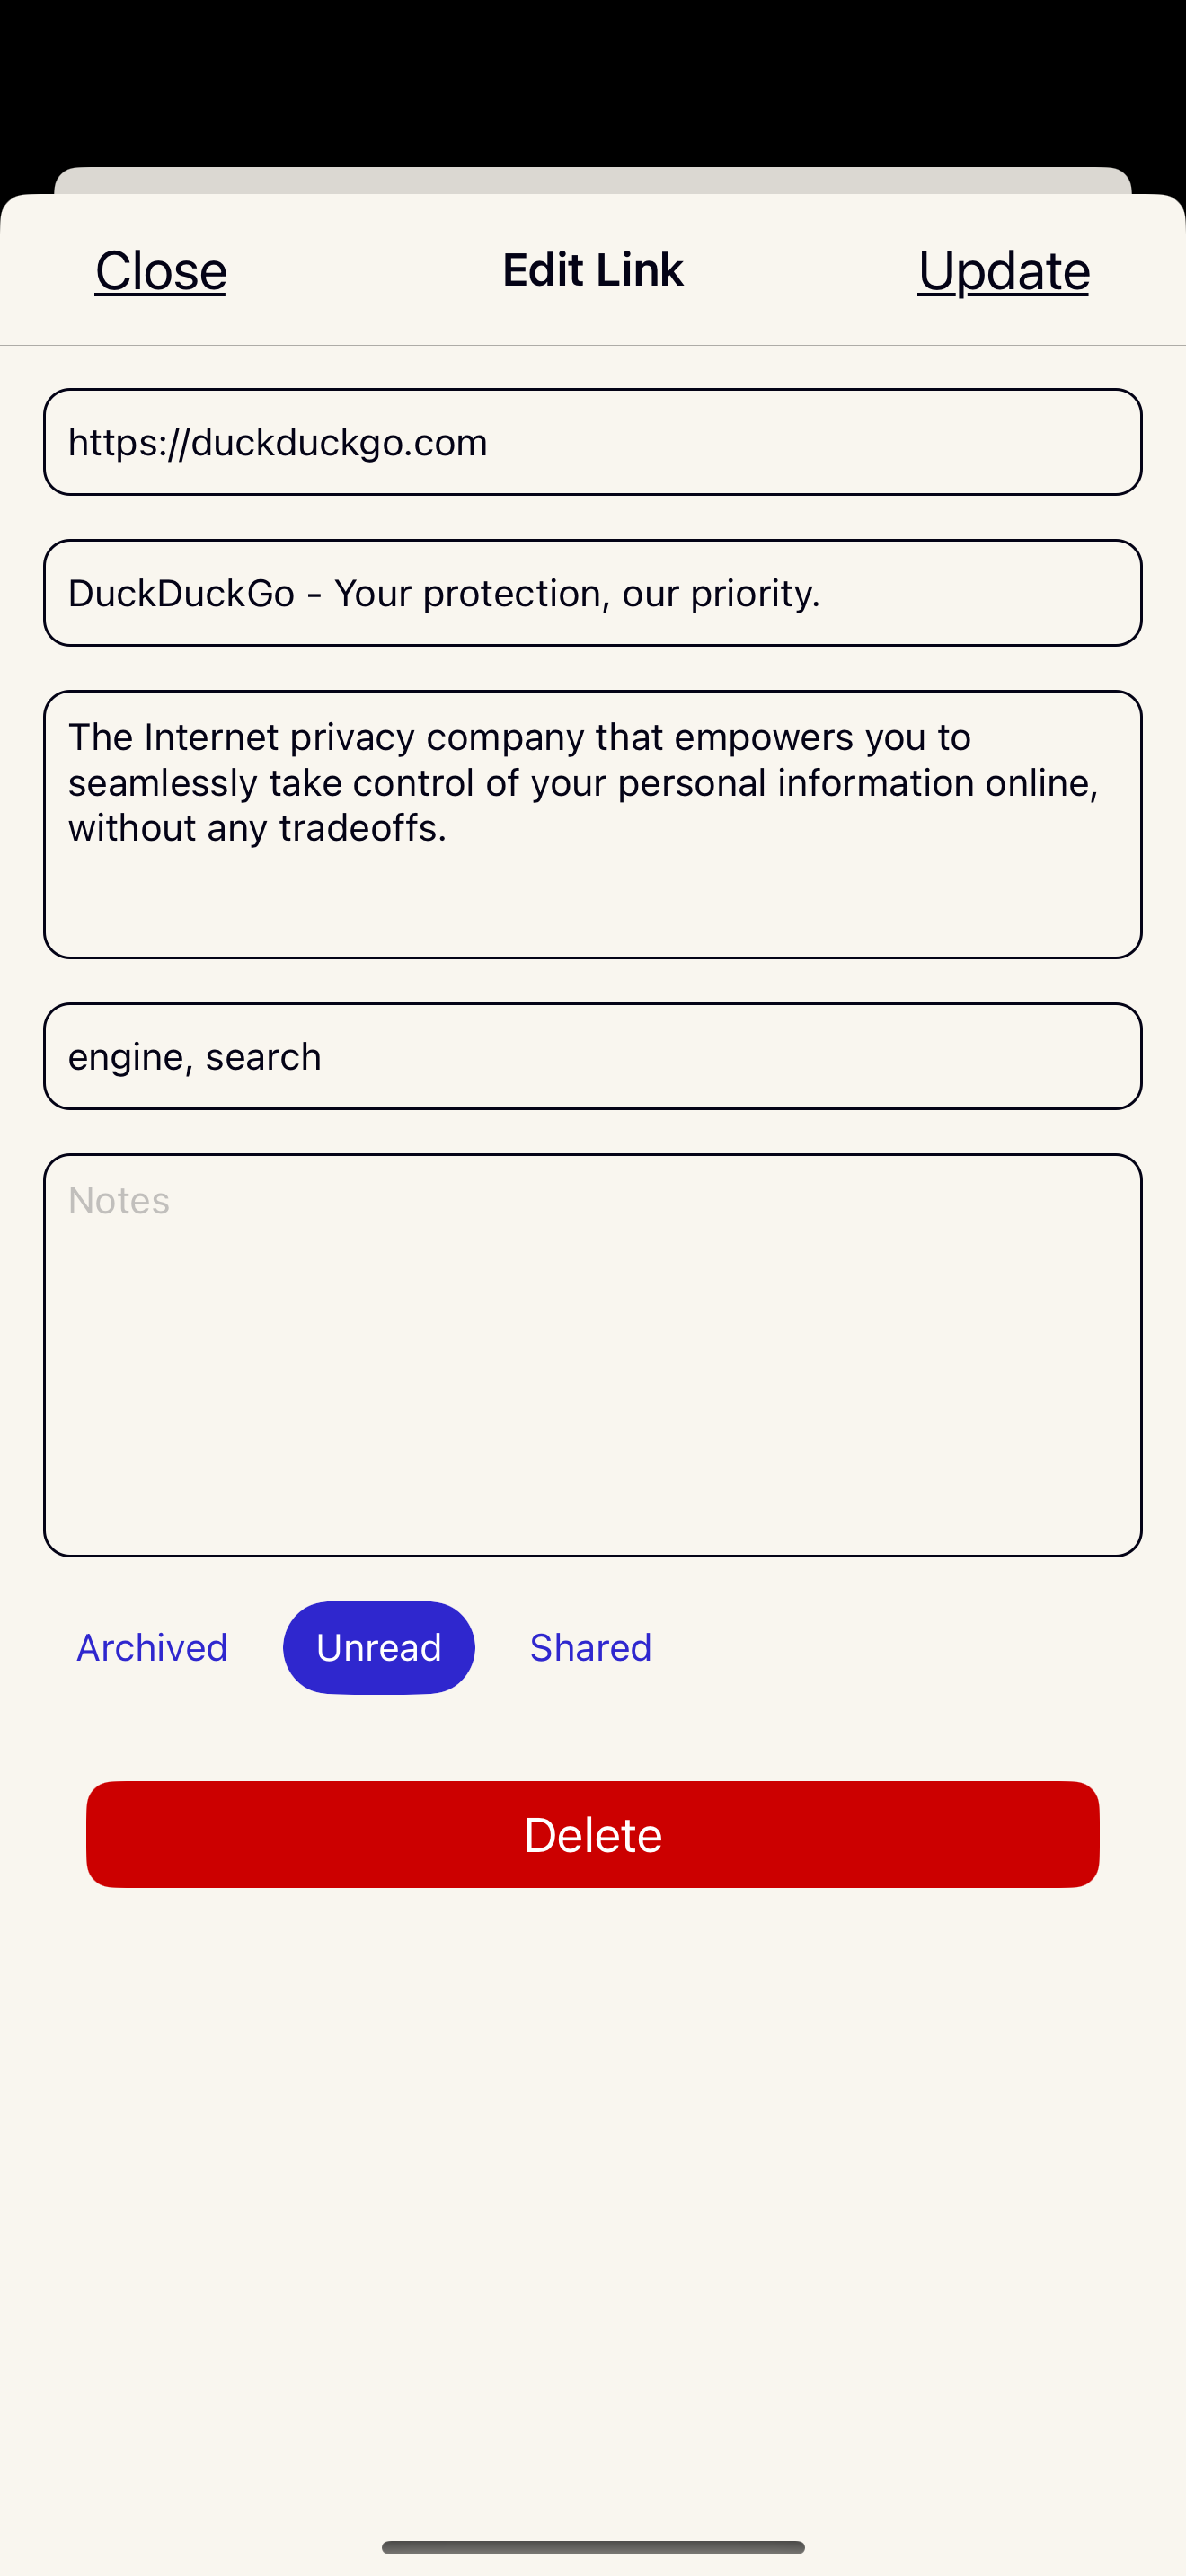 Close
Edit Link
Update
https://duckduckgo.com
DuckDuckGo - Your protection, our priority.
The Internet privacy company that empowers you to
seamlessly take control of your personal information online,
without any tradeoffs.
engine, search
Notes
Archived
Unread
Shared
Delete